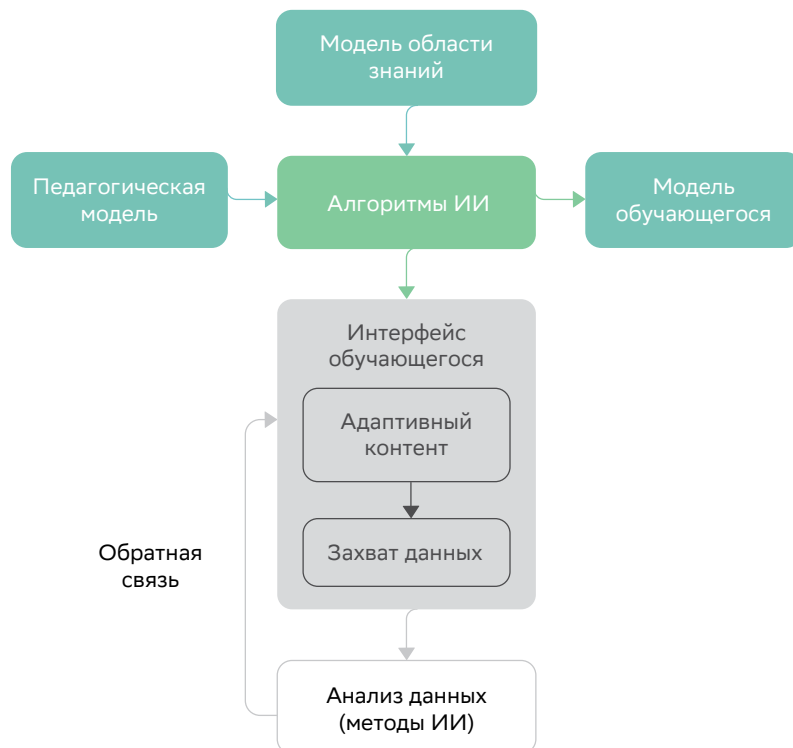 Модель области
знаний
Педагогическая
модель
Алгоритмы ИИ
Модель
обучающегося
Интерфейс
обучающегося
Адаптивный
контент
Захват данных
Обратная
связь
Анализ данных
(методы ИИ)